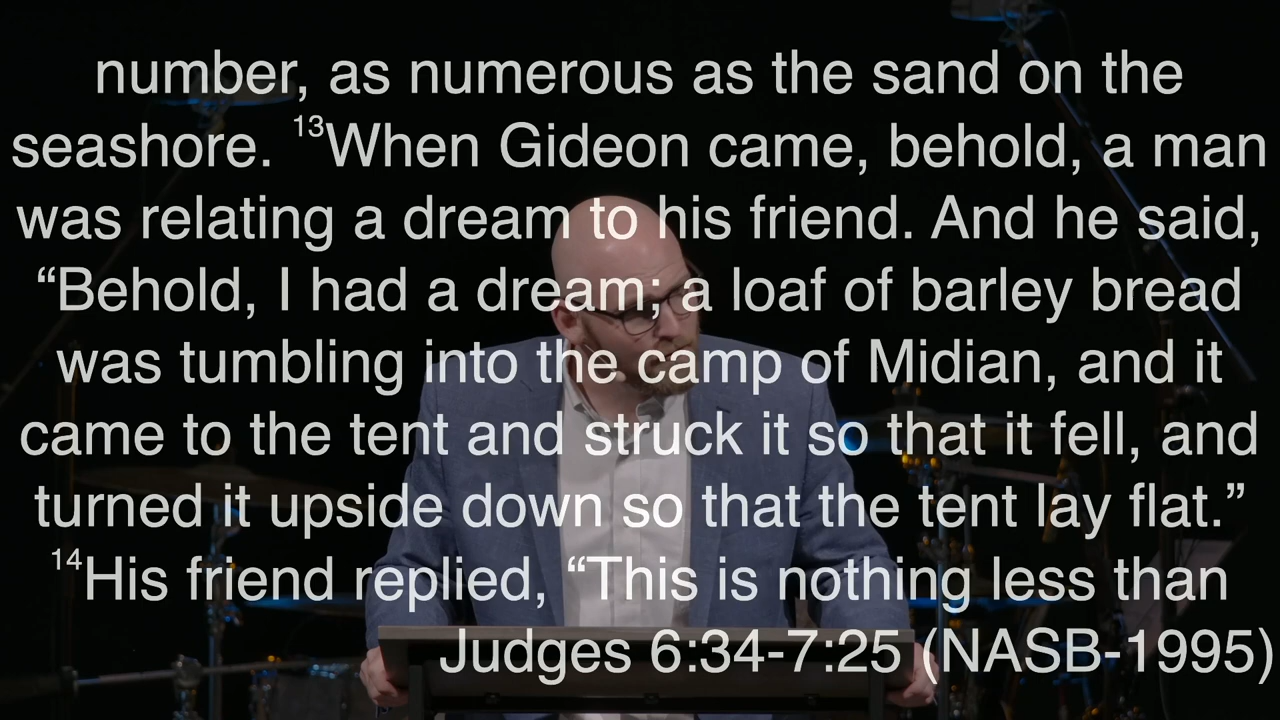 number, as numerous as the sand on the
seashore. ¹³When Gideon came, behold, a man
was relating a dream to his friend. And he said,
“Behold, I had a dream; a loaf of barley bread
was tumbling into the camp of Midian, and it
came to the tent and struck it so that it fell, and
turned it upside down so that the tent lay flat.”
¹⁴His friend replied, “This is nothing less than
Judges 6:34-7:25 (NASB-1995)